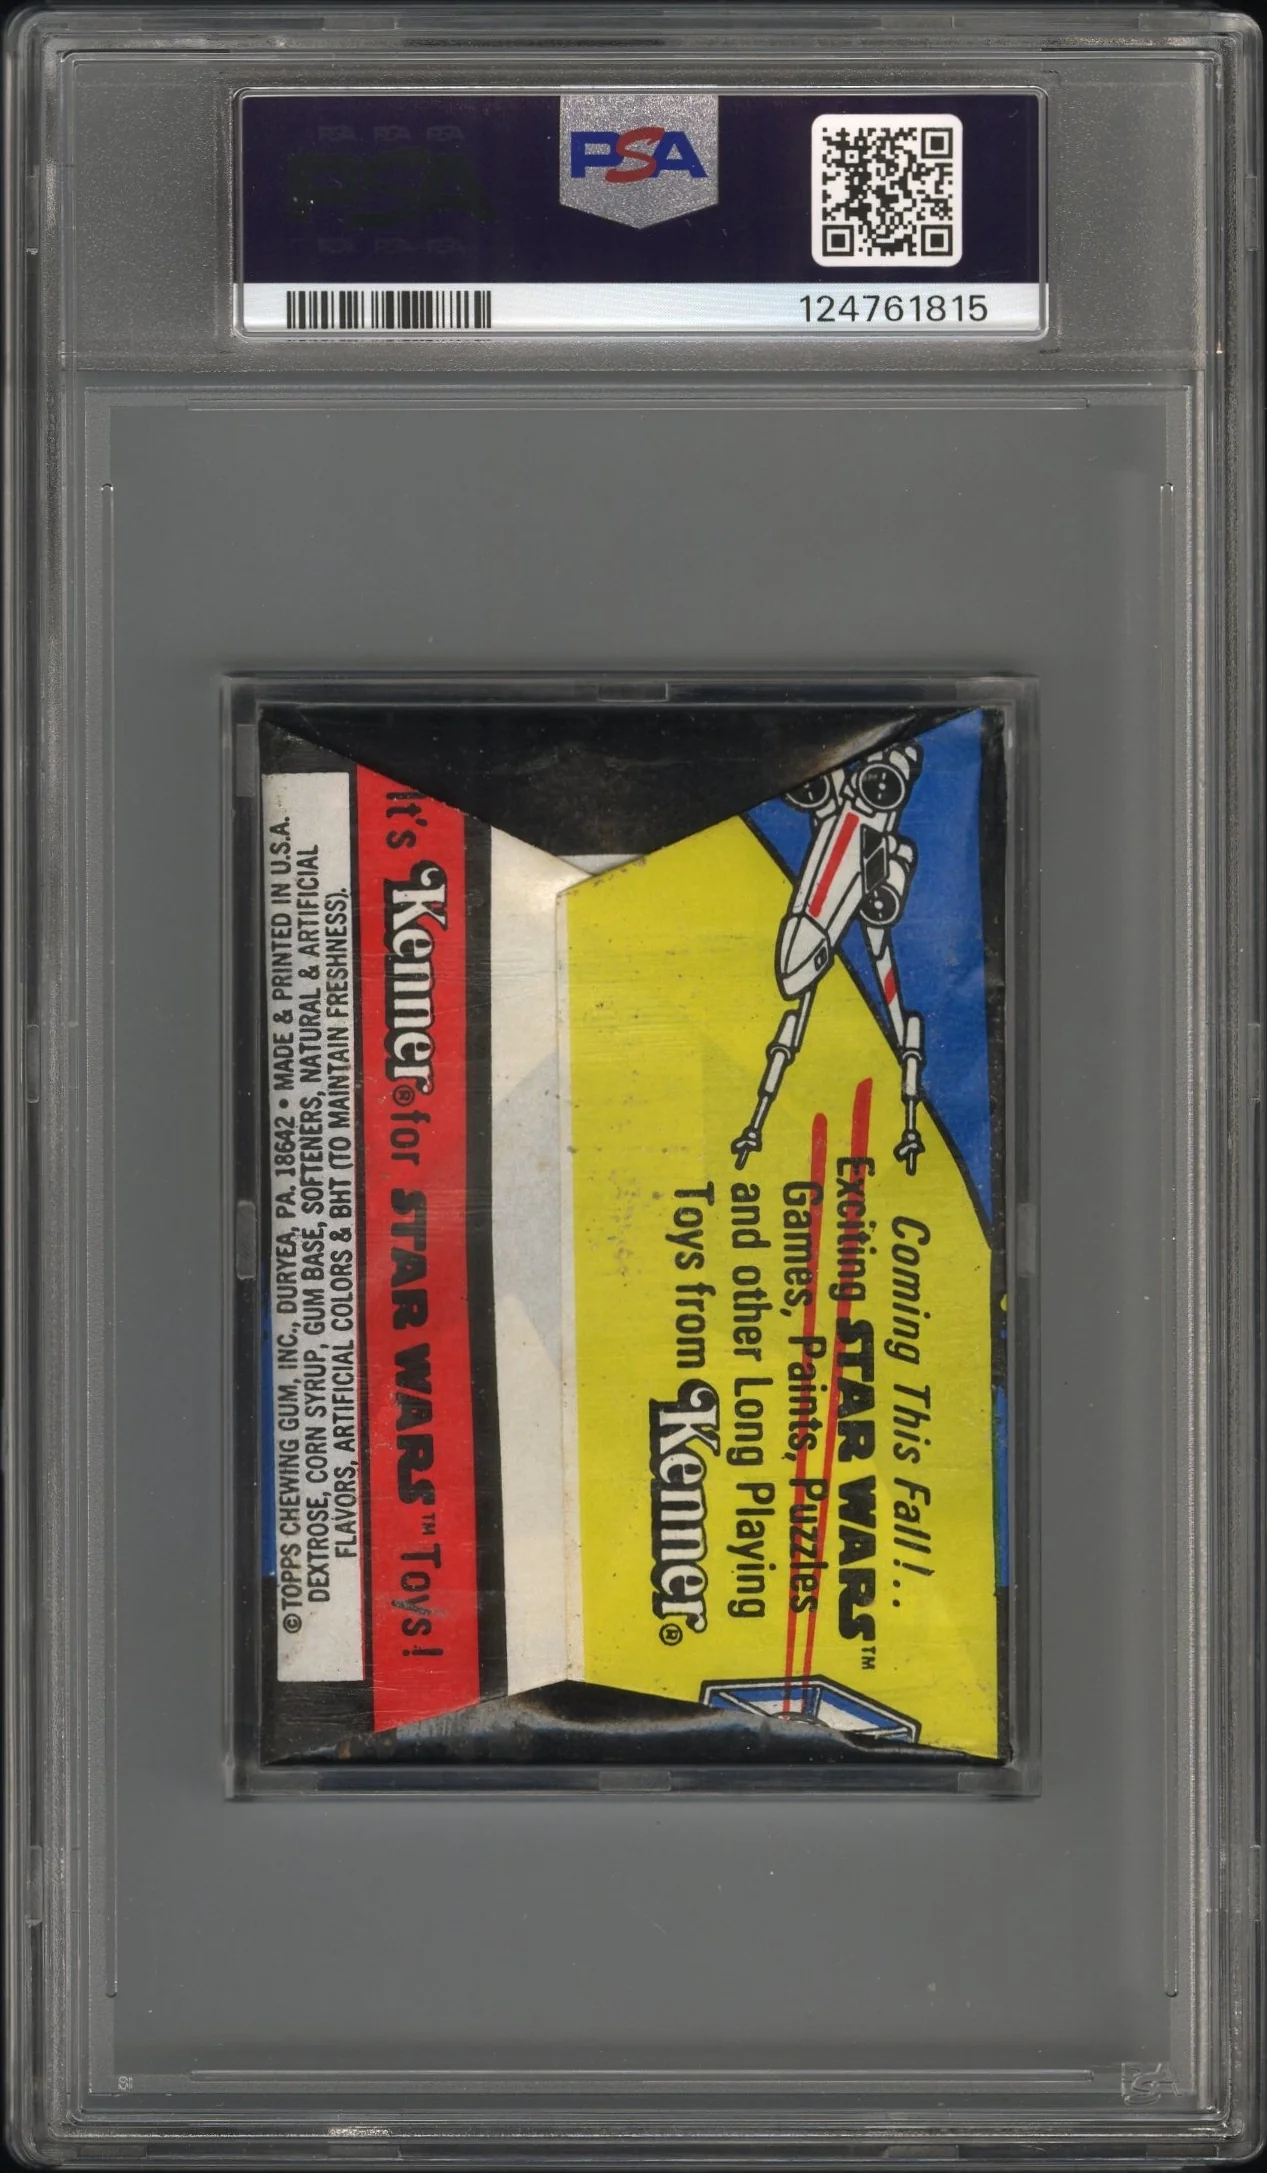 PSA
124761815
Coming This Fall!..
Exciting STAR WARS™
Games, Paints, Puzzles
and other Long Playing
Toys from Kenner®
It's Kenner® for STAR WARS™ Toys!
©TOPPS CHEWING GUM, INC., DURYEA, PA. 18642 • MADE & PRINTED IN U.S.A.
DEXTROSE, CORN SYRUP, GUM BASE, SOFTENERS, NATURAL & ARTIFICIAL
FLAVORS, ARTIFICIAL COLORS & BHT (TO MAINTAIN FRESHNESS).
PSA